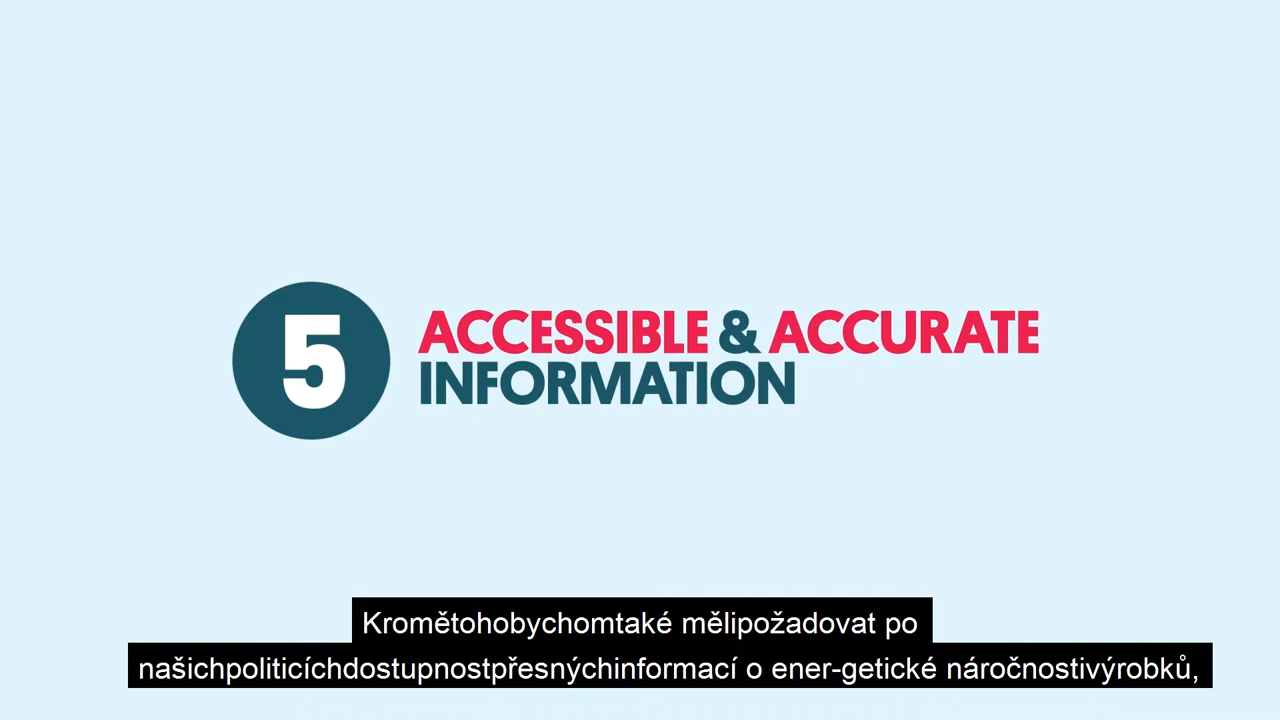 5
ACCESSIBLE & ACCURATE
INFORMATION
Kromětohobychomtaké mělipožadovat po
našichpoliticíchdostupnostpřesnýchinformací o ener-getické náročnostivýrobků,